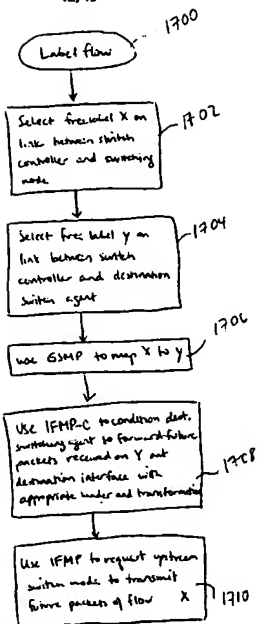 1700
Label flow
Select free label X on
link between switch
controller and switching
node
1702
Select free label y on
link between switch
controller and destination
switch agent
1704
use GSMP to map X to y
1706
Use IFMP-C to condition dest.
switching agent to forward future
packets received on Y out
destination interface with
appropriate header and transformation
1708
Use IFMP to request upstream
switch node to transmit
future packets of flow X
1710